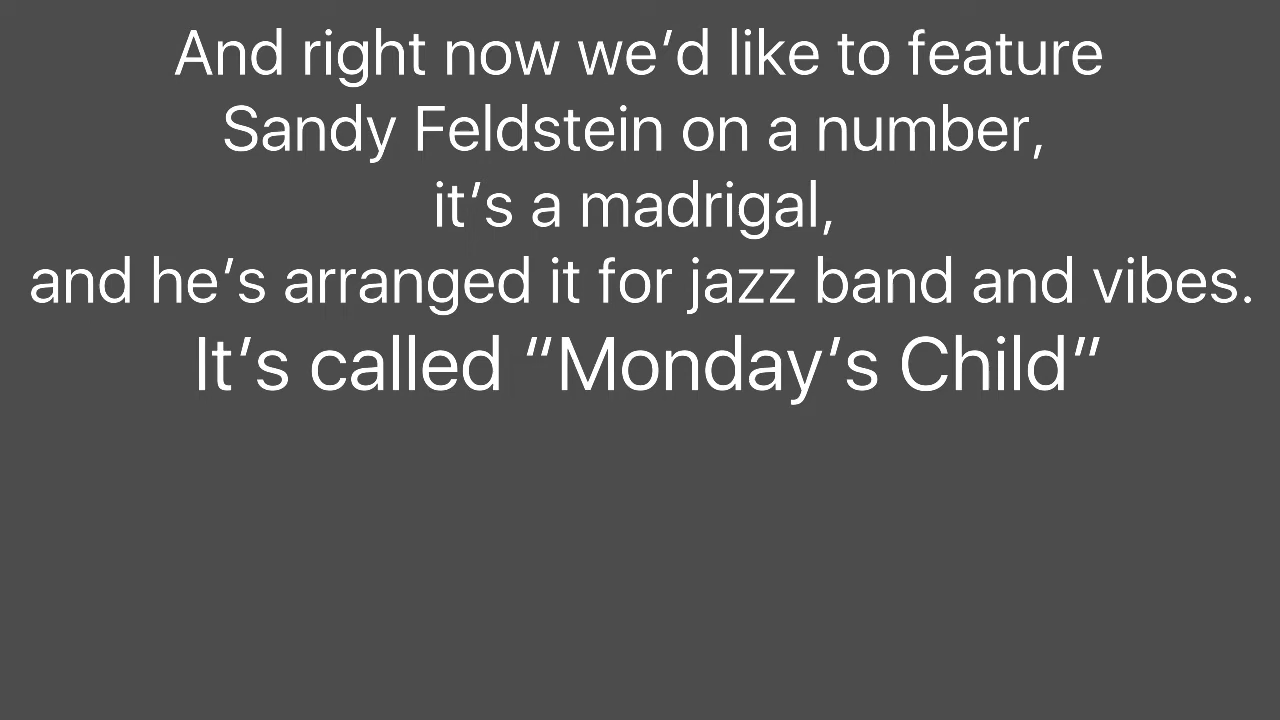 And right now we’d like to feature
Sandy Feldstein on a number,
it’s a madrigal,
and he’s arranged it for jazz band and vibes.
It’s called “Monday’s Child”